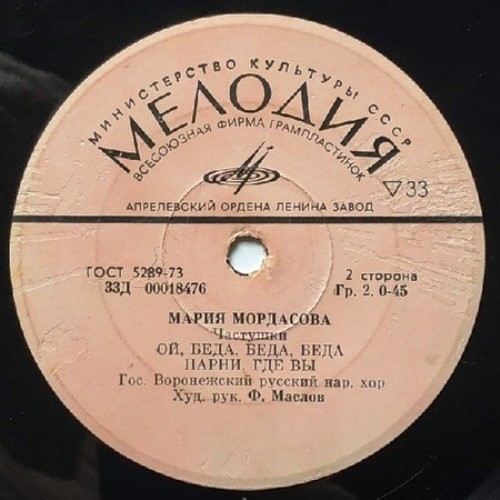 МИНИСТЕРСТВО КУЛЬТУРЫ СССР
МЕЛОДИЯ
ВСЕСОЮЗНАЯ ФИРМА ГРАМПЛАСТИНОК
▽33
АПРЕЛЕВСКИЙ ОРДЕНА ЛЕНИНА ЗАВОД
ГОСТ 5289-73
2 сторона
33Д—00018476
Гр. 2. 0-45
МАРИЯ МОРДАСОВА
Частушки
ОЙ, БЕДА, БЕДА, БЕДА
ПАРНИ, ГДЕ ВЫ
Гос. Воронежский русский нар. хор
Худ. рук. Ф. Маслов